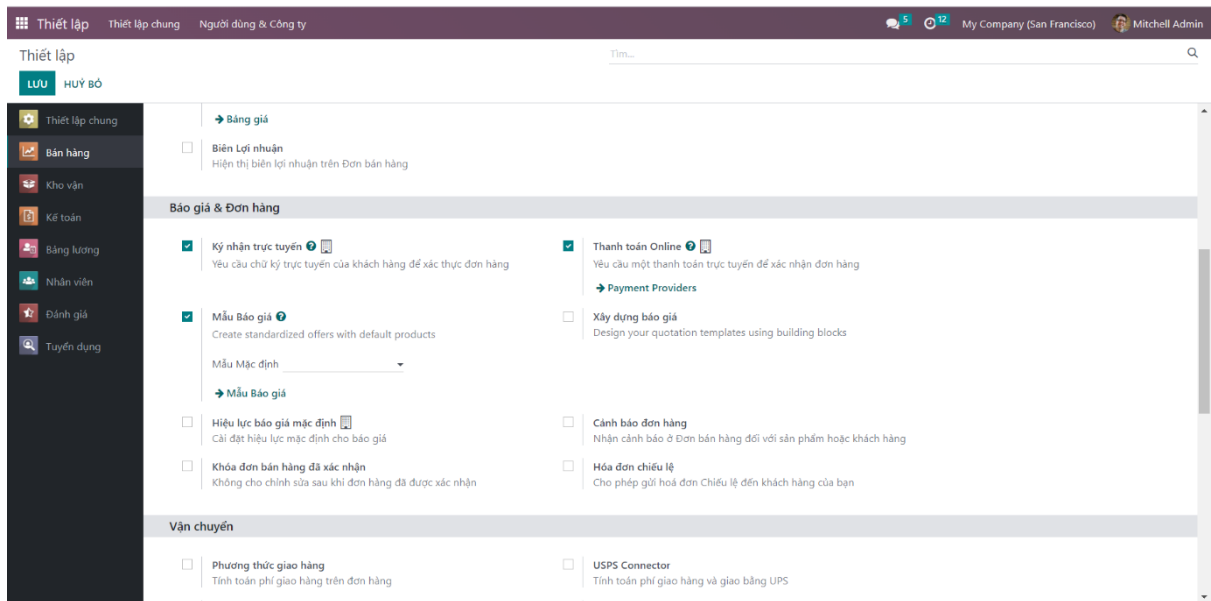 Thiết lập Thiết lập chung Người dùng & Công ty 5 12 My Company (San Francisco) Mitchell Admin
Thiết lập Tìm...
LƯU HUỶ BỎ
Thiết lập chung
Bán hàng
Kho vận
Kế toán
Bảng lương
Nhân viên
Đánh giá
Tuyển dụng
Bảng giá
Biên Lợi nhuận
Hiện thị biên lợi nhuận trên Đơn bán hàng
Báo giá & Đơn hàng
Ký nhận trực tuyến
Yêu cầu chữ ký trực tuyến của khách hàng để xác thực đơn hàng
Thanh toán Online
Yêu cầu một thanh toán trực tuyến để xác nhận đơn hàng
Payment Providers
Mẫu Báo giá
Create standardized offers with default products
Mẫu Mặc định
Mẫu Báo giá
Xây dựng báo giá
Design your quotation templates using building blocks
Hiệu lực báo giá mặc định
Cài đặt hiệu lực mặc định cho báo giá
Cảnh báo đơn hàng
Nhận cảnh báo ở Đơn bán hàng đối với sản phẩm hoặc khách hàng
Khóa đơn bán hàng đã xác nhận
Không cho chỉnh sửa sau khi đơn hàng đã được xác nhận
Hóa đơn chiếu lệ
Cho phép gửi hoá đơn Chiếu lệ đến khách hàng của bạn
Vận chuyển
Phương thức giao hàng
Tính toán phí giao hàng trên đơn hàng
USPS Connector
Tính toán phí giao hàng và giao bằng UPS